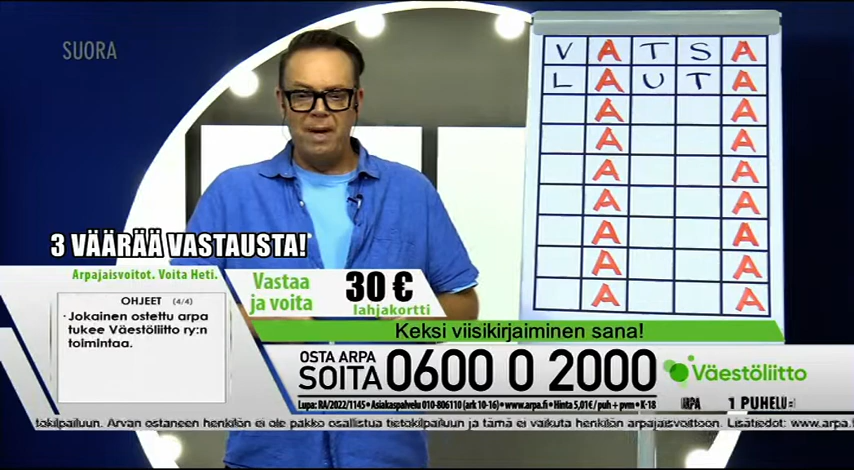 SUORA
V A T S A
L A U T A
A A
A A
A A
A A
A A
A A
A A
3 VÄÄRÄÄ VASTAUSTA!
Arpajaisvoitot. Voita Heti.
OHJEET (4/4)
· Jokainen ostettu arpa
tukee Väestöliitto ry:n
toimintaa.
Vastaa
ja voita
30 €
lahjakortti
Keksi viisikirjaiminen sana!
OSTA ARPA
SOITA 0600 0 2000
Väestöliitto
Lupa: RA/2022/1145 • Asiakaspalvelu 010-806110 (ark 10-16) • www.arpa.fi • Hinta 5,01€ / puh + pvm • K-18
ARPA 1 PUHELU=
tokilpailuun. Arvan ostaneen henkilön ei ole pakko osallistua tietokilpailuun ja tämä ei vaikuta henkilön arpajaisvoittoon. Lisätiedot: www.arpa.f